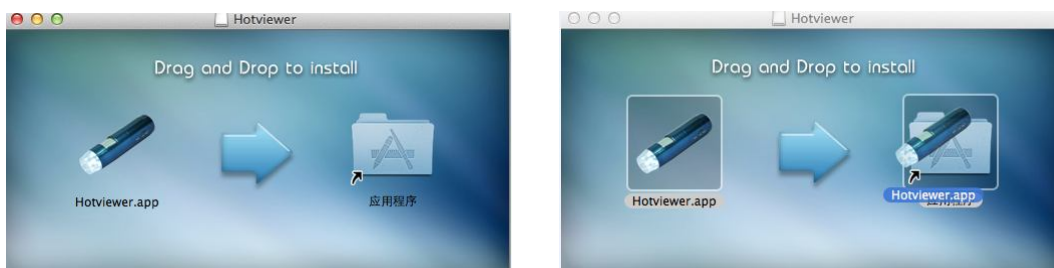 Hotviewer
Drag and Drop to install
Hotviewer.app
应用程序
Hotviewer
Drag and Drop to install
Hotviewer.app
Hotviewer.app